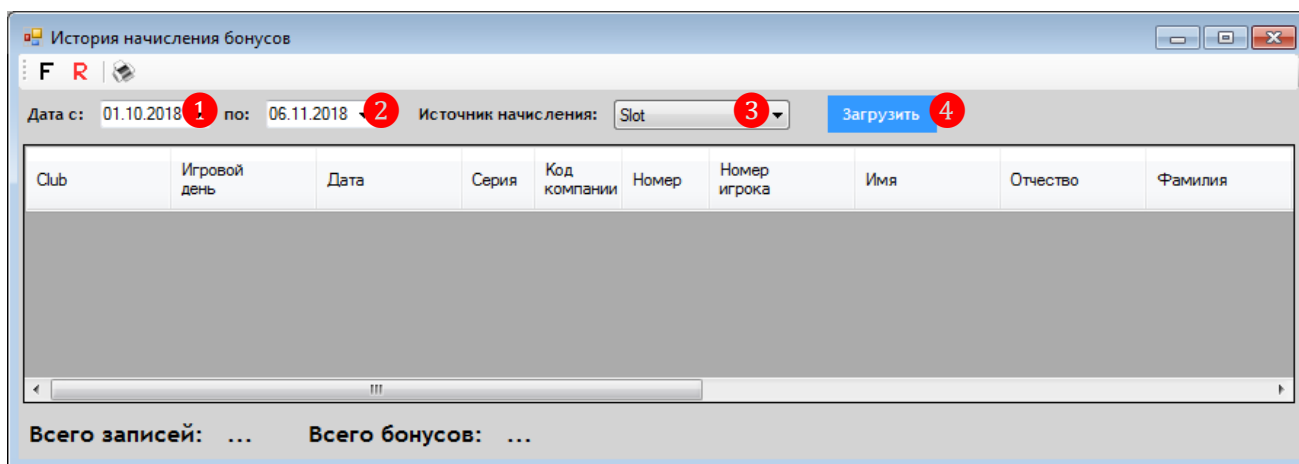 История начисления бонусов
F R
Дата с: 01.10.2018 1 по: 06.11.2018 2 Источник начисления: Slot 3 Загрузить 4
Club Игровой день Дата Серия Код компании Номер Номер игрока Имя Отчество Фамилия
Всего записей: ... Всего бонусов: ...